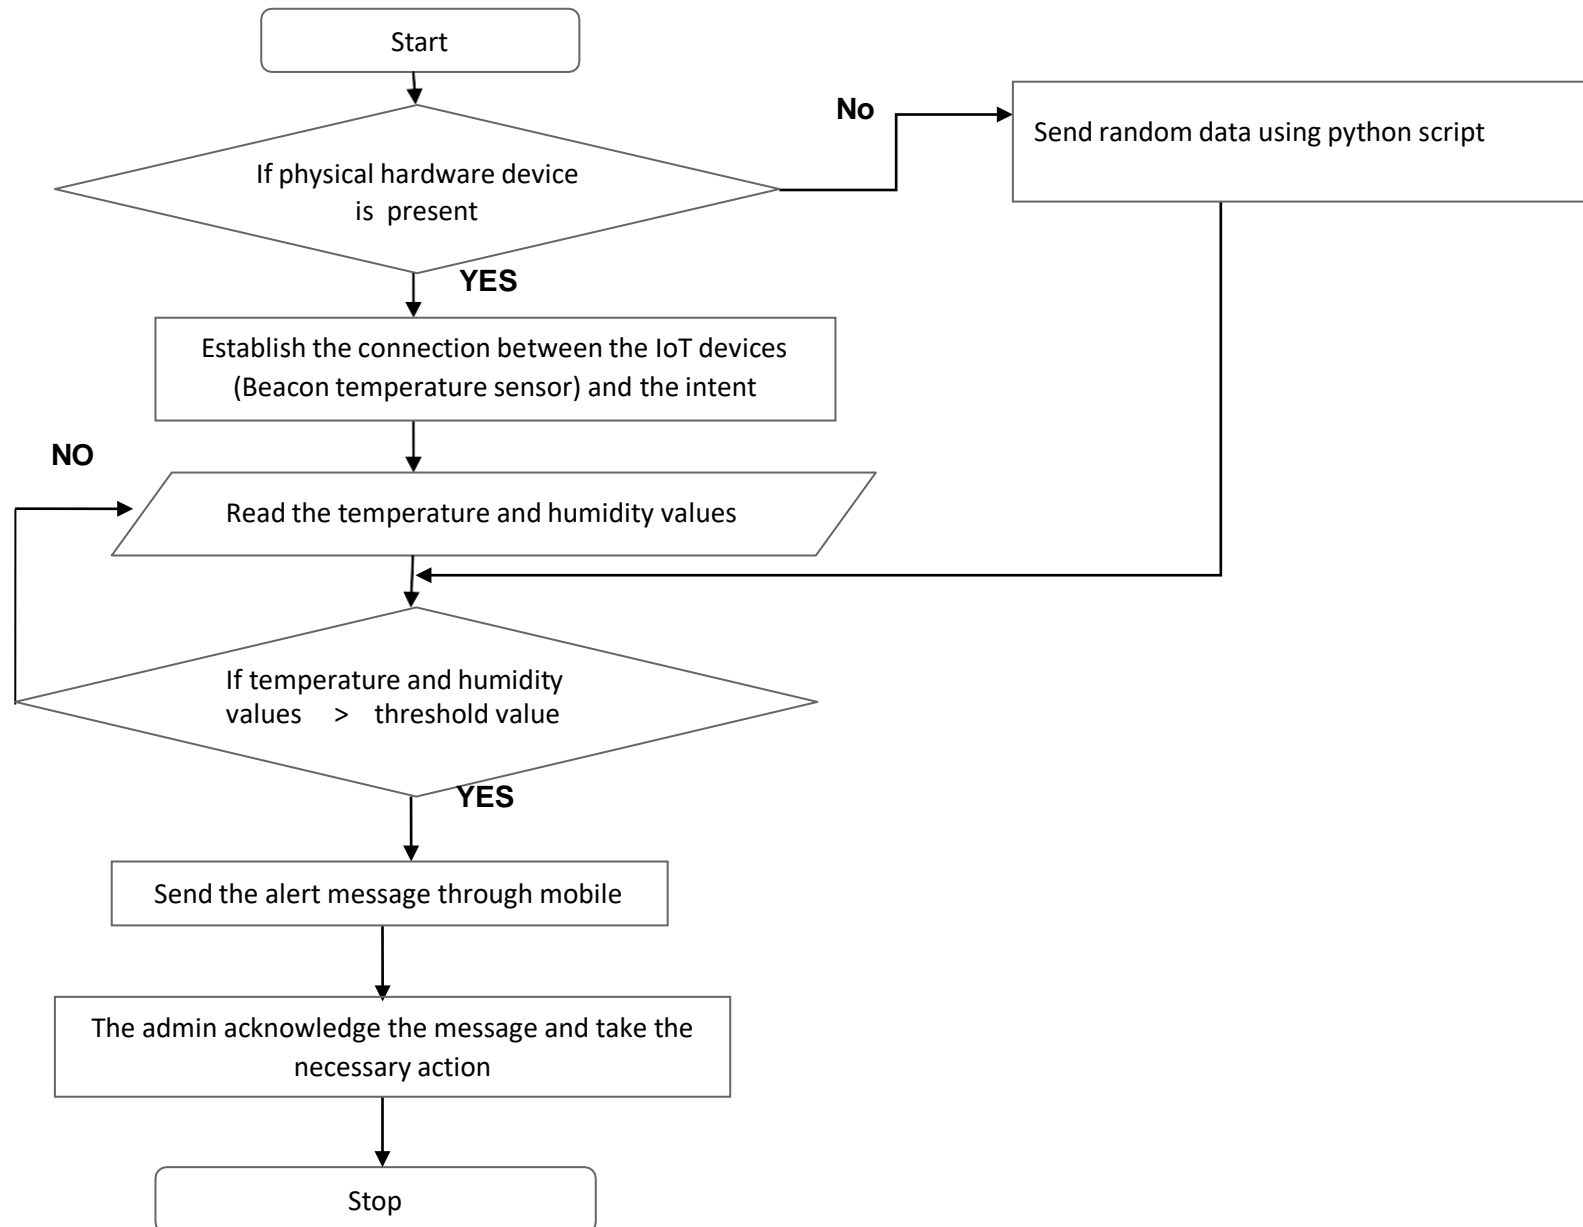 Start
No
Send random data using python script
If physical hardware device
is present
YES
Establish the connection between the IoT devices
(Beacon temperature sensor) and the intent
NO
Read the temperature and humidity values
If temperature and humidity
values > threshold value
YES
Send the alert message through mobile
The admin acknowledge the message and take the
necessary action
Stop